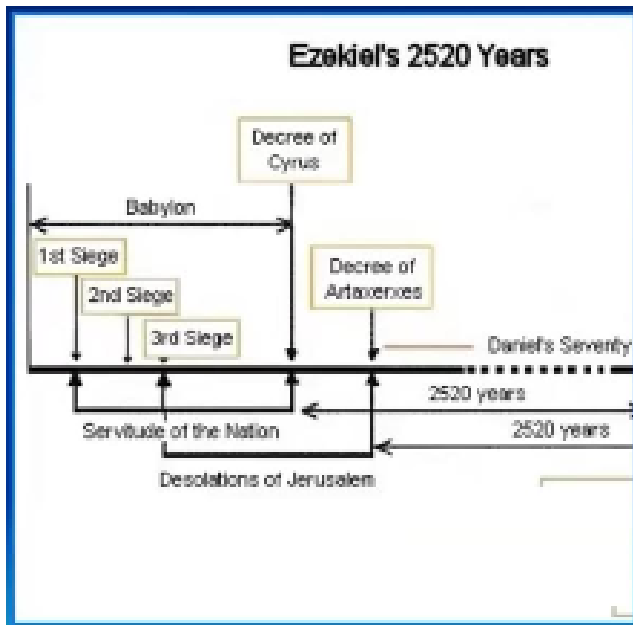 Ezekiel's 2520 Years
Decree of
Cyrus
Babylon
1st Siege
2nd Siege
3rd Siege
Decree of
Artaxerxes
Daniel's Seventy
2520 years
Servitude of the Nation
2520 years
Desolations of Jerusalem